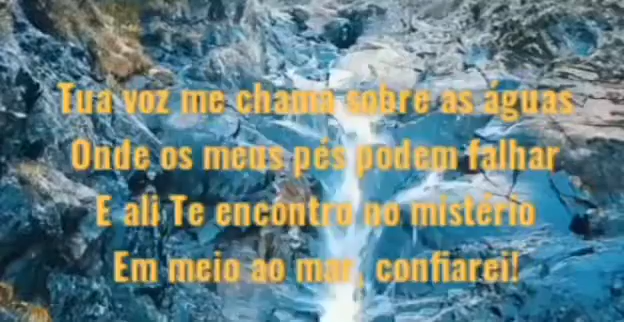 Tua voz me chama sobre as águas
Onde os meus pés podem falhar
E ali Te encontro no mistério
Em meio ao mar, confiarei!